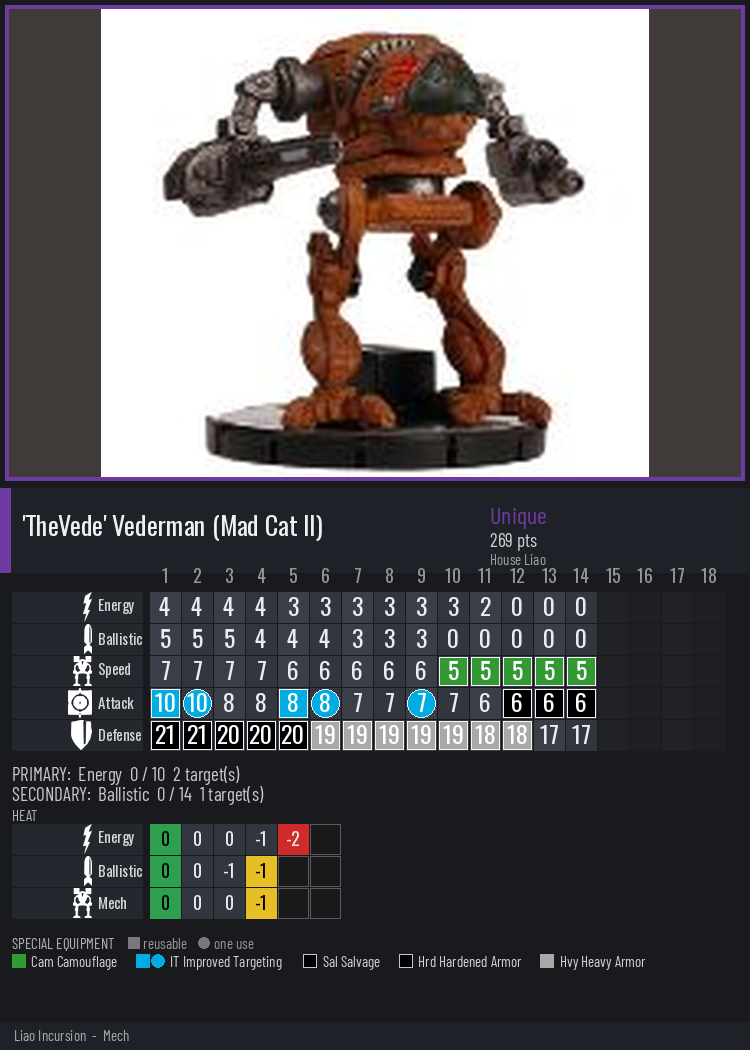 'TheVede' Vederman (Mad Cat II)
Unique
269 pts
House Liao
1 2 3 4 5 6 7 8 9 10 11 12 13 14 15 16 17 18
Energy 4 4 4 4 3 3 3 3 3 3 2 0 0 0
Ballistic 5 5 5 4 4 4 3 3 3 0 0 0 0 0
Speed 7 7 7 7 6 6 6 6 6 5 5 5 5 5
Attack 10 10 8 8 8 8 7 7 7 7 6 6 6 6
Defense 21 21 20 20 20 19 19 19 19 19 18 18 17 17
PRIMARY: Energy 0 / 10 2 target(s)
SECONDARY: Ballistic 0 / 14 1 target(s)
HEAT
Energy 0 0 0 -1 -2
Ballistic 0 0 -1 -1
Mech 0 0 0 -1
SPECIAL EQUIPMENT reusable one use
Cam Camouflage IT Improved Targeting Sal Salvage Hrd Hardened Armor Hvy Heavy Armor
Liao Incursion - Mech